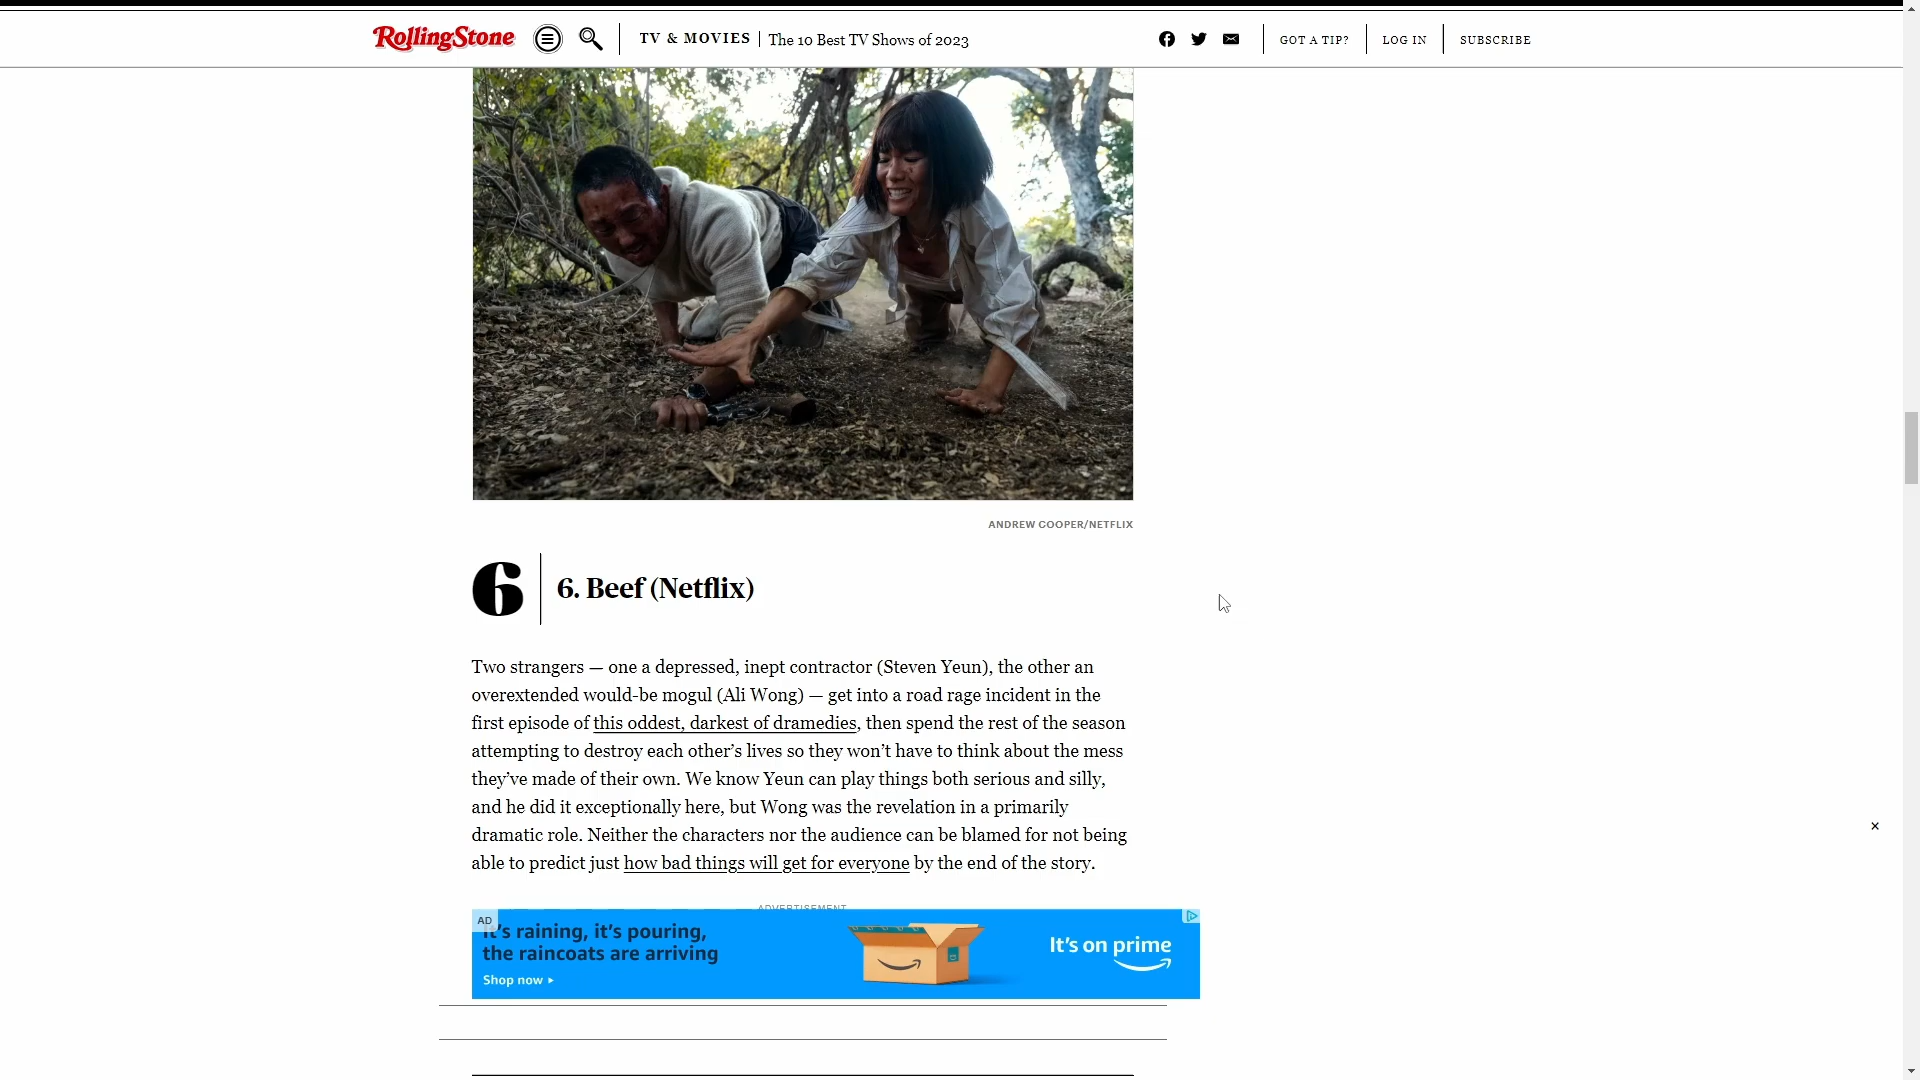 RollingStone
TV & MOVIES | The 10 Best TV Shows of 2023
GOT A TIP?
LOG IN
SUBSCRIBE
ANDREW COOPER/NETFLIX
6
6. Beef (Netflix)
Two strangers — one a depressed, inept contractor (Steven Yeun), the other an
overextended would-be mogul (Ali Wong) — get into a road rage incident in the
first episode of this oddest, darkest of dramedies, then spend the rest of the season
attempting to destroy each other’s lives so they won’t have to think about the mess
they’ve made of their own. We know Yeun can play things both serious and silly,
and he did it exceptionally here, but Wong was the revelation in a primarily
dramatic role. Neither the characters nor the audience can be blamed for not being
able to predict just how bad things will get for everyone by the end of the story.
ADVERTISEMENT
AD
It’s raining, it’s pouring,
the raincoats are arriving
Shop now
It’s on prime